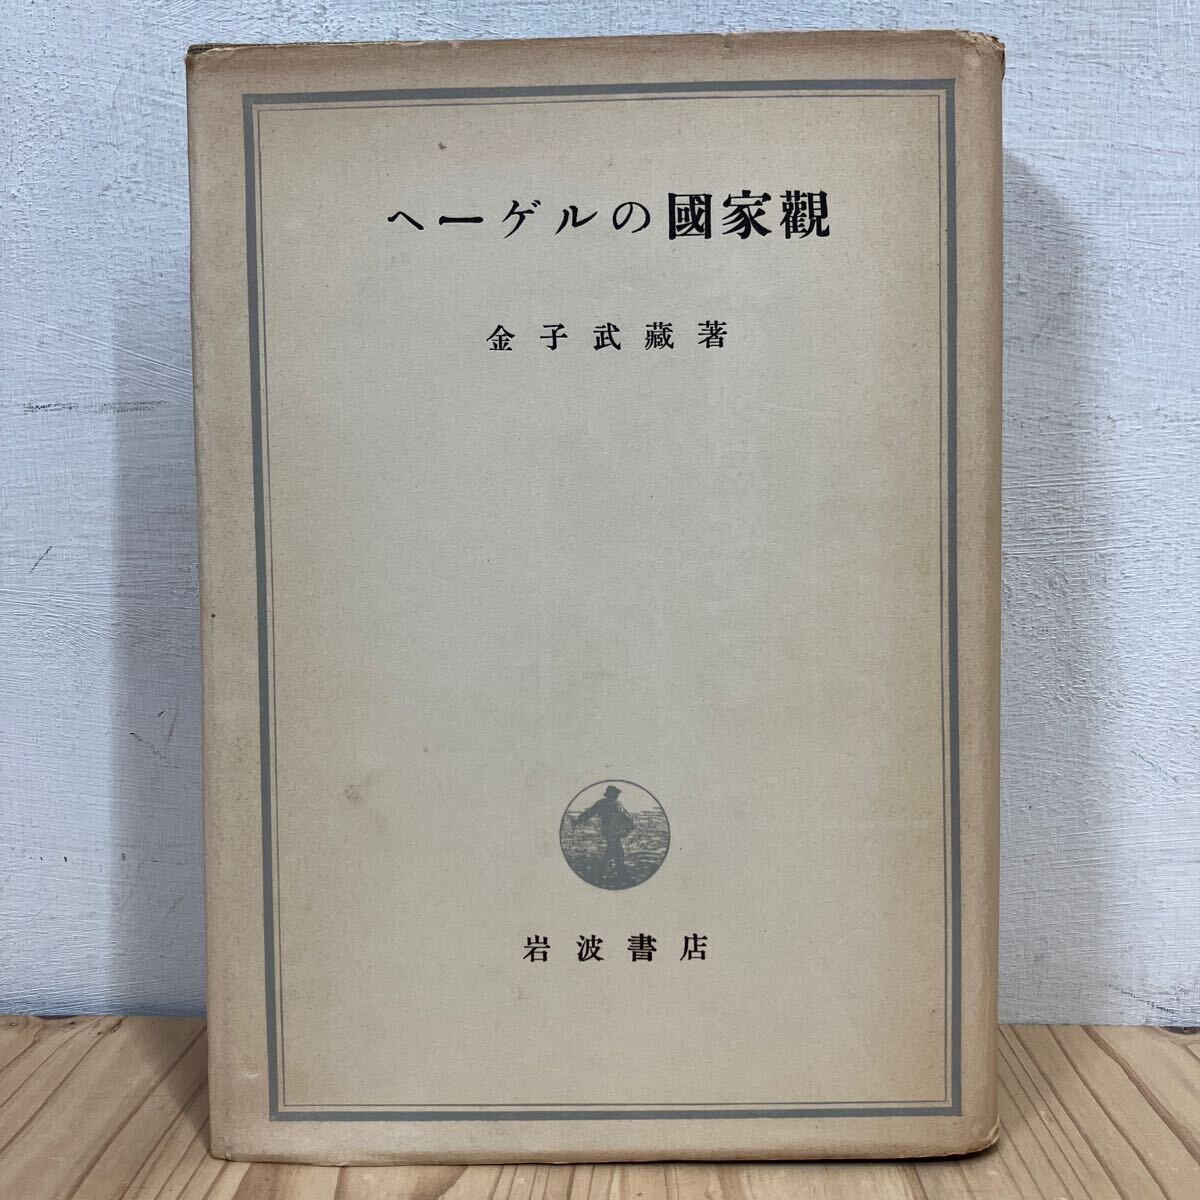 ヘーゲルの國家觀
金子武藏著
岩波書店